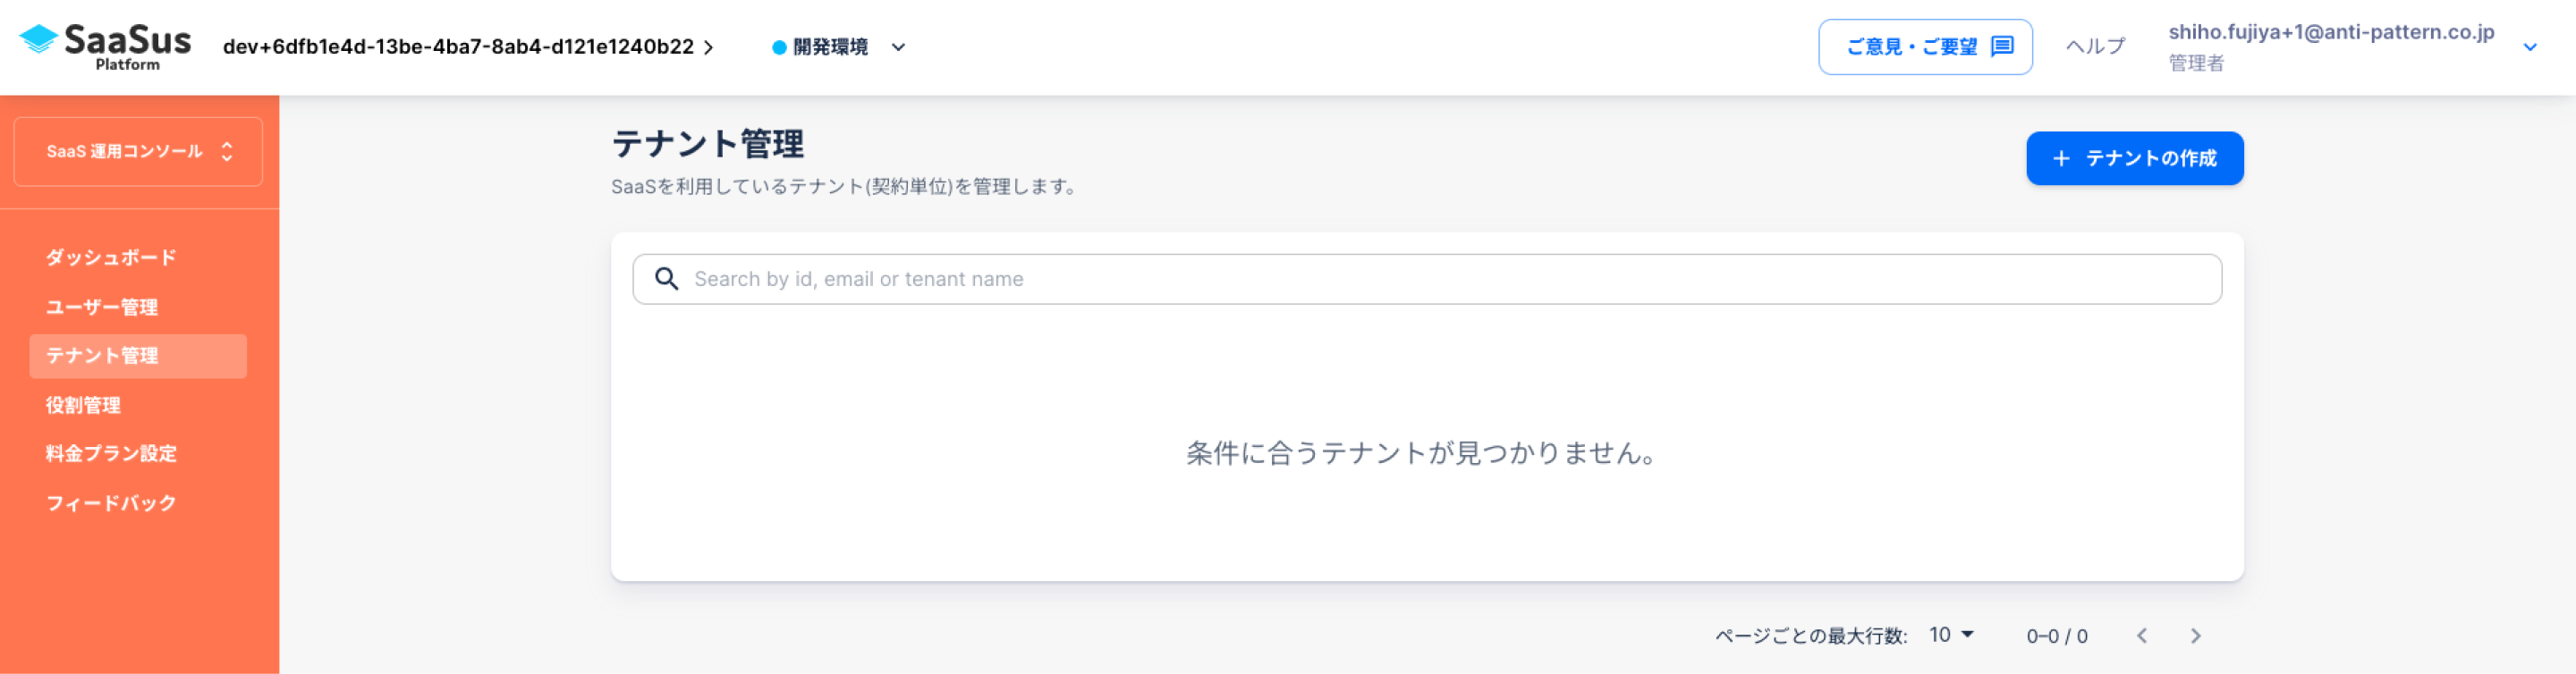 SaaSus
Platform
dev+6dfb1e4d-13be-4ba7-8ab4-d121e1240b22
開発環境
ご意見・ご要望
ヘルプ
shiho.fujiya+1@anti-pattern.co.jp
管理者
SaaS 運用コンソール
ダッシュボード
ユーザー管理
テナント管理
役割管理
料金プラン設定
フィードバック
テナント管理
SaaSを利用しているテナント(契約単位)を管理します。
+ テナントの作成
Search by id, email or tenant name
条件に合うテナントが見つかりません。
ページごとの最大行数: 10 0–0 / 0